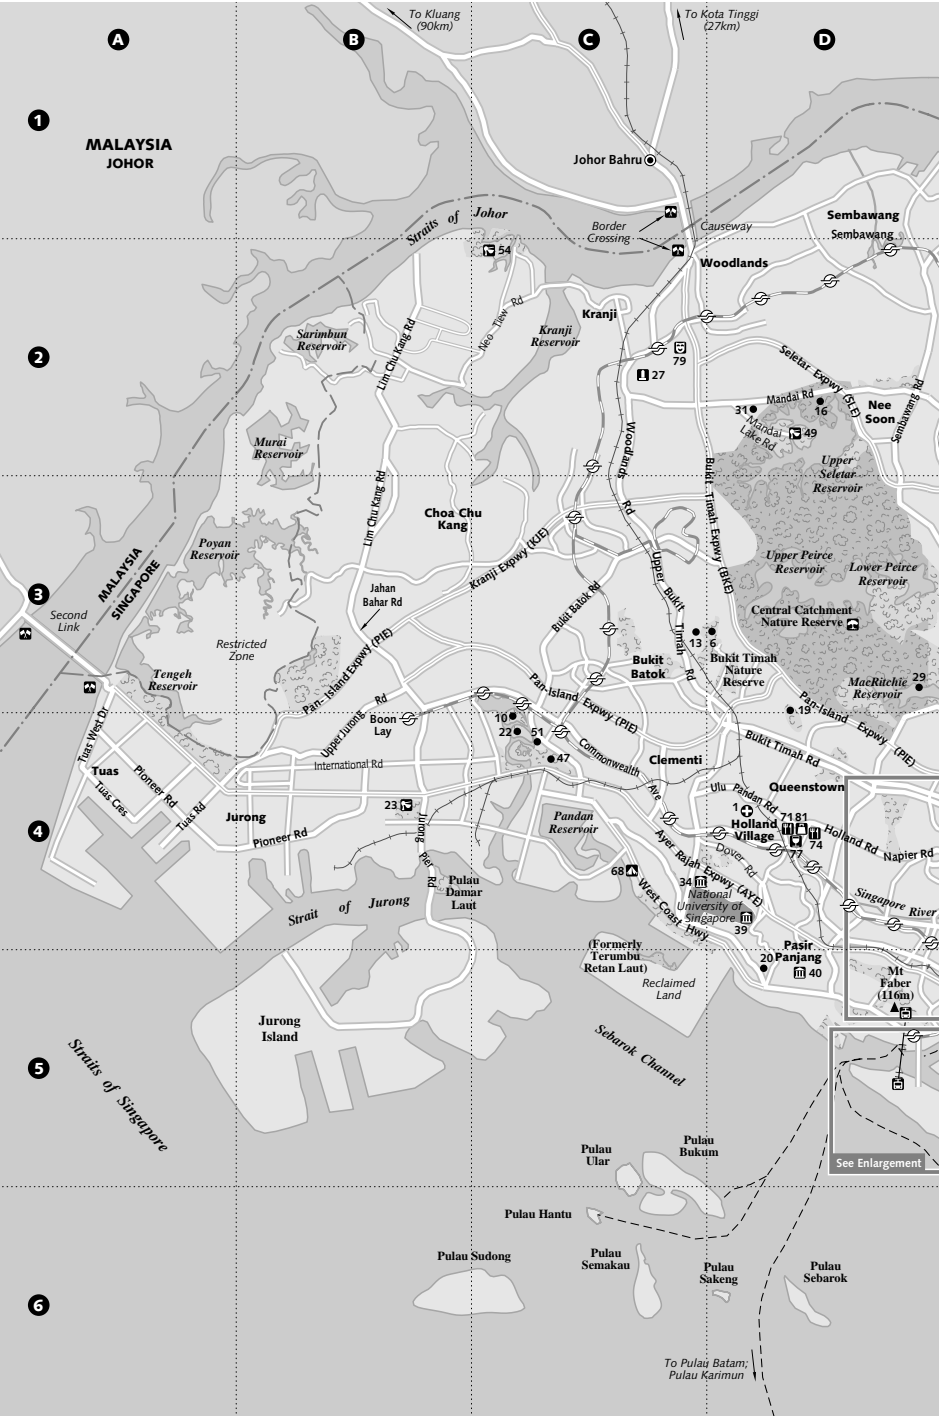 To Kluang
(90km)
To Kota Tinggi
(27km)
A
B
C
D
1
MALAYSIA
JOHOR
Johor Bahru
Straits of Johor
Border
Crossing
Causeway
Sembawang
Sembawang
54
Woodlands
Neo Tiew Rd
Kranji
Kranji
Reservoir
Sarimbun
Reservoir
Lim Chu Kang Rd
2
79
27
Seletar Expwy (SLE)
Mandai Rd
31
16
Nee
Soon
Sembawang Rd
Mandai
Lake Rd
49
Murai
Reservoir
Woodlands
Rd
Upper
Seletar
Reservoir
Bukit Timah Expwy (BKE)
Lim Chu Kang Rd
Choa Chu
Kang
Poyan
Reservoir
MALAYSIA
SINGAPORE
Kranji Expwy (KJE)
Upper Bukit Timah Rd
Upper Peirce
Reservoir
Lower Peirce
Reservoir
3
Second
Link
Jahan
Bahar Rd
Bukit Batok Rd
Central Catchment
Nature Reserve
Restricted
Zone
13
6
Bukit
Batok
Bukit Timah
Nature
Reserve
Tengeh
Reservoir
Pan-Island Expwy (PIE)
MacRitchie
Reservoir
29
Pan-Island Expwy (PIE)
19
Pan-Island Expwy (PIE)
Upper Jurong Rd
Boon
Lay
10
22
51
47
Tuas West Dr
Bukit Timah Rd
International Rd
Commonwealth
Ave
Clementi
Tuas
Pioneer Rd
Tuas Cres
Tuas Rd
Ulu Pandan Rd
Queenstown
23
1
71
81
Jurong
Pioneer Rd
Jurong
Pier
Rd
Pandan
Reservoir
Holland
Village
74
77
Holland Rd
4
Napier Rd
Ayer Rajah Expwy (AYE)
Dover Rd
68
34
National
University of
Singapore
39
West Coast Hwy
Pulau
Damar
Laut
Strait of Jurong
Singapore River
(Formerly
Terumbu
Retan Laut)
Pasir
Panjang
20
40
Mt
Faber
(116m)
Reclaimed
Land
Jurong
Island
5
Straits of Singapore
Sebarok Channel
See Enlargement
Pulau
Ular
Pulau
Bukum
Pulau Hantu
Pulau Sudong
Pulau
Semakau
Pulau
Sakeng
Pulau
Sebarok
6
To Pulau Batam;
Pulau Karimun